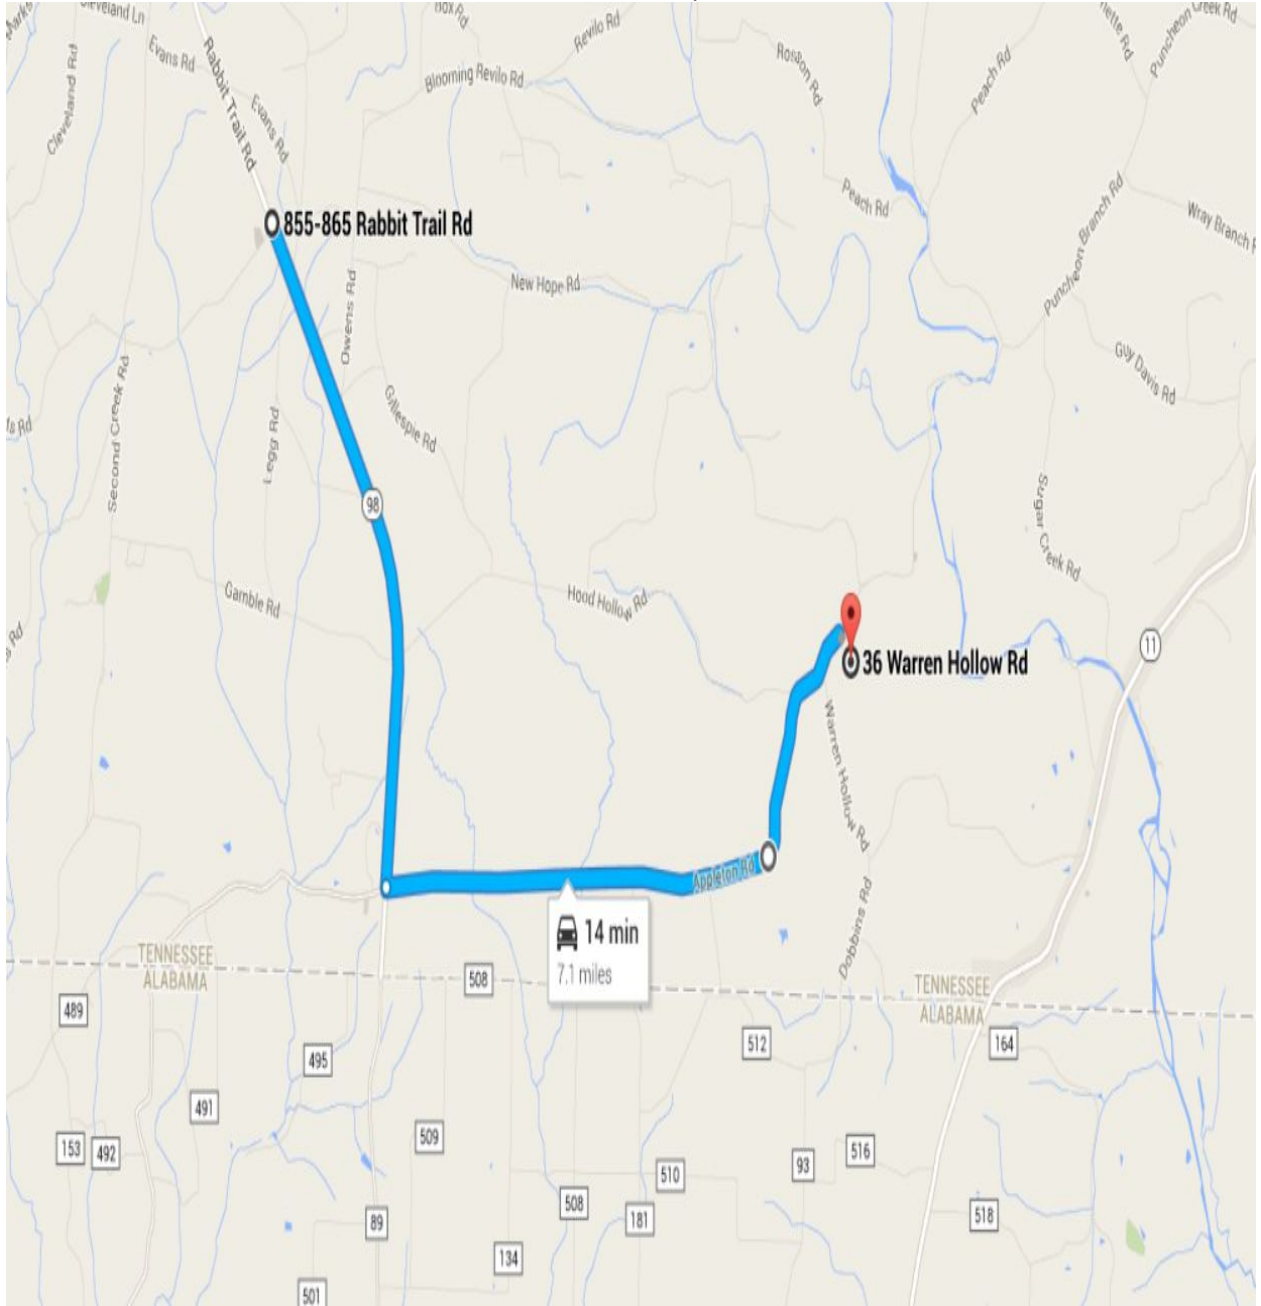 Cleveland Ln
Box Rd
Revilo Rd
Puncheon Creek Rd
Evans Rd
Rabbit Trail Rd
Cleveland Rd
Blooming Revilo Rd
Peach Rd
Evans Rd
Peach Rd
Puncheon Branch Rd
855-865 Rabbit Trail Rd
New Hope Rd
Owens Rd
Guy Davis Rd
Second Creek Rd
Legg Rd
Gillespie Rd
98
Sugar Creek Rd
Gamble Rd
Hood Hollow Rd
11
36 Warren Hollow Rd
Warren Hollow Rd
Appleton Rd
14 min
7.1 miles
Dobbins Rd
TENNESSEE
ALABAMA
508
TENNESSEE
ALABAMA
489
512
164
495
491
509
153
492
93
516
510
508
181
89
518
134
501